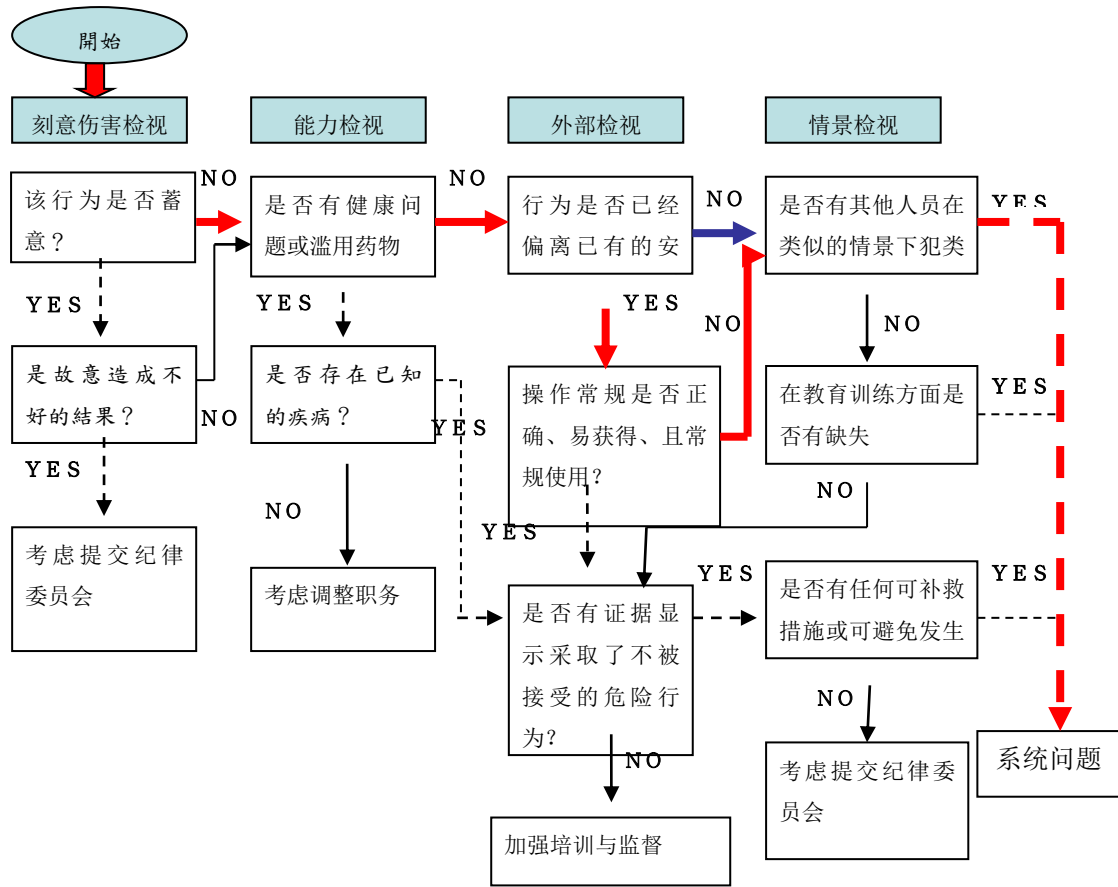 開始
刻意伤害检视
能力检视
外部检视
情景检视
该行为是否蓄
意？
NO
是否有健康问
题或滥用药物
NO
行为是否已经
偏离已有的安
NO
是否有其他人员在
类似的情景下犯类
YES
YES
YES
YES
NO
NO
是故意造成不
好的结果？
NO
是否存在已知
的疾病？
YES
操作常规是否正
确、易获得、且常
规使用？
在教育训练方面是
否有缺失
YES
YES
NO
YES
NO
考虑提交纪律
委员会
考虑调整职务
是否有证据显
示采取了不被
接受的危险行
为？
YES
是否有任何可补救
措施或可避免发生
YES
NO
NO
加强培训与监督
考虑提交纪律委
员会
系统问题